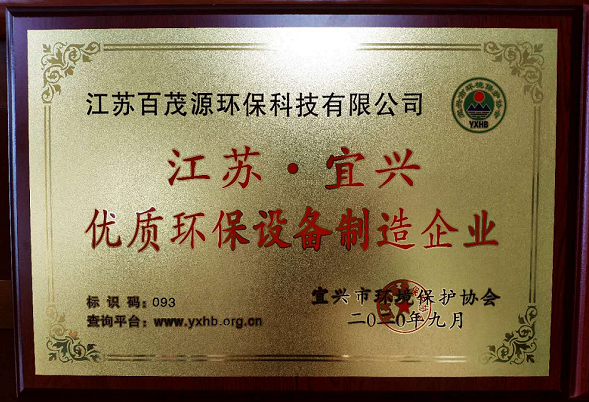 江苏百茂源环保科技有限公司
YXHB
江苏·宜兴
优质环保设备制造企业
标识码:093
查询平台:www.yxhb.org.cn
宜兴市环境保护协会
二〇二〇年九月